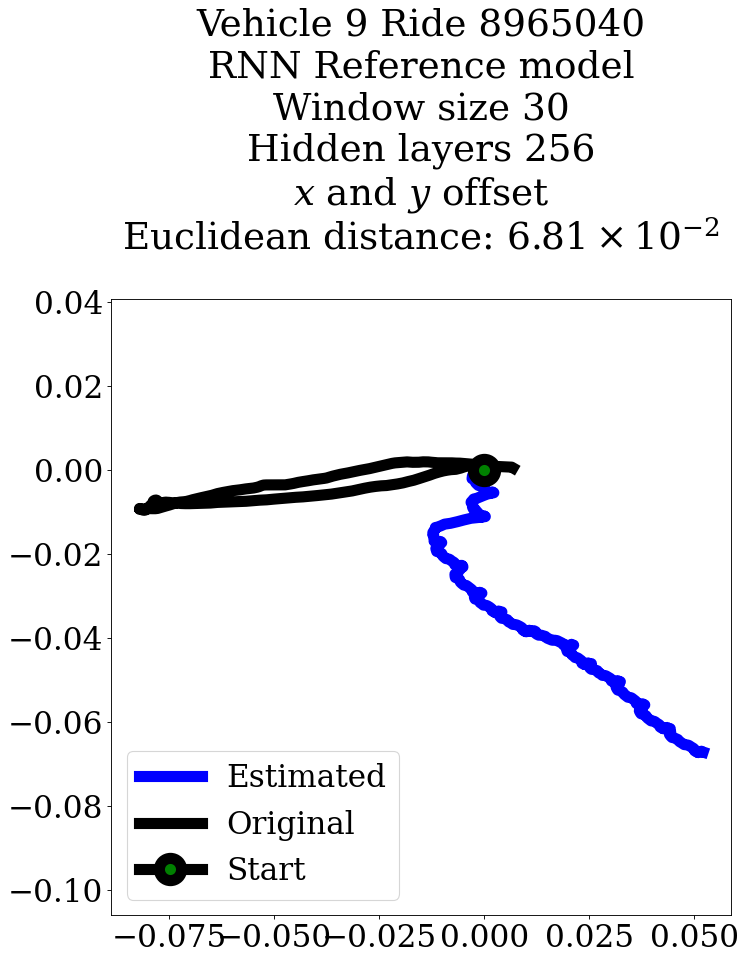 Vehicle 9 Ride 8965040
RNN Reference model
Window size 30
Hidden layers 256
x and y offset
Euclidean distance: 6.81 × 10⁻²
0.04
0.02
0.00
−0.02
−0.04
−0.06
−0.08
−0.10
Estimated
Original
Start
−0.075 −0.050 −0.025 0.000 0.025 0.050